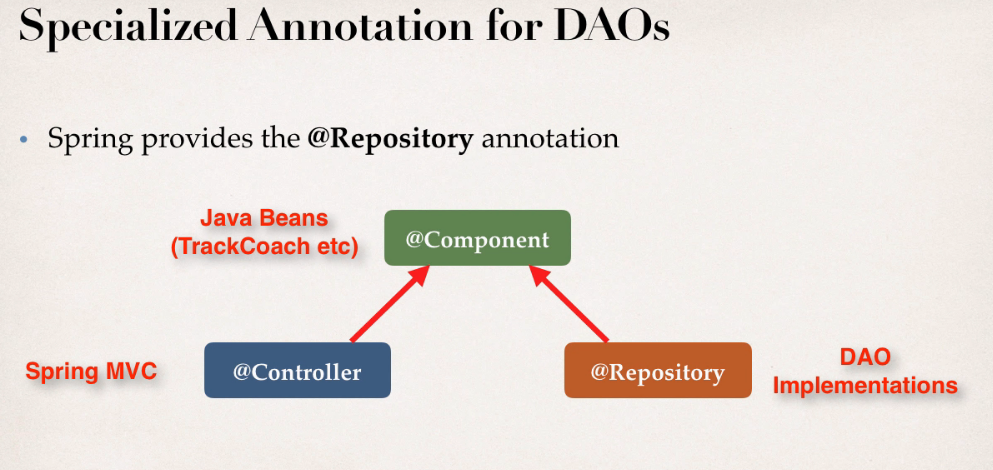 Specialized Annotation for DAOs
• Spring provides the @Repository annotation
Java Beans
(TrackCoach etc)
@Component
Spring MVC
@Controller
@Repository
DAO
Implementations